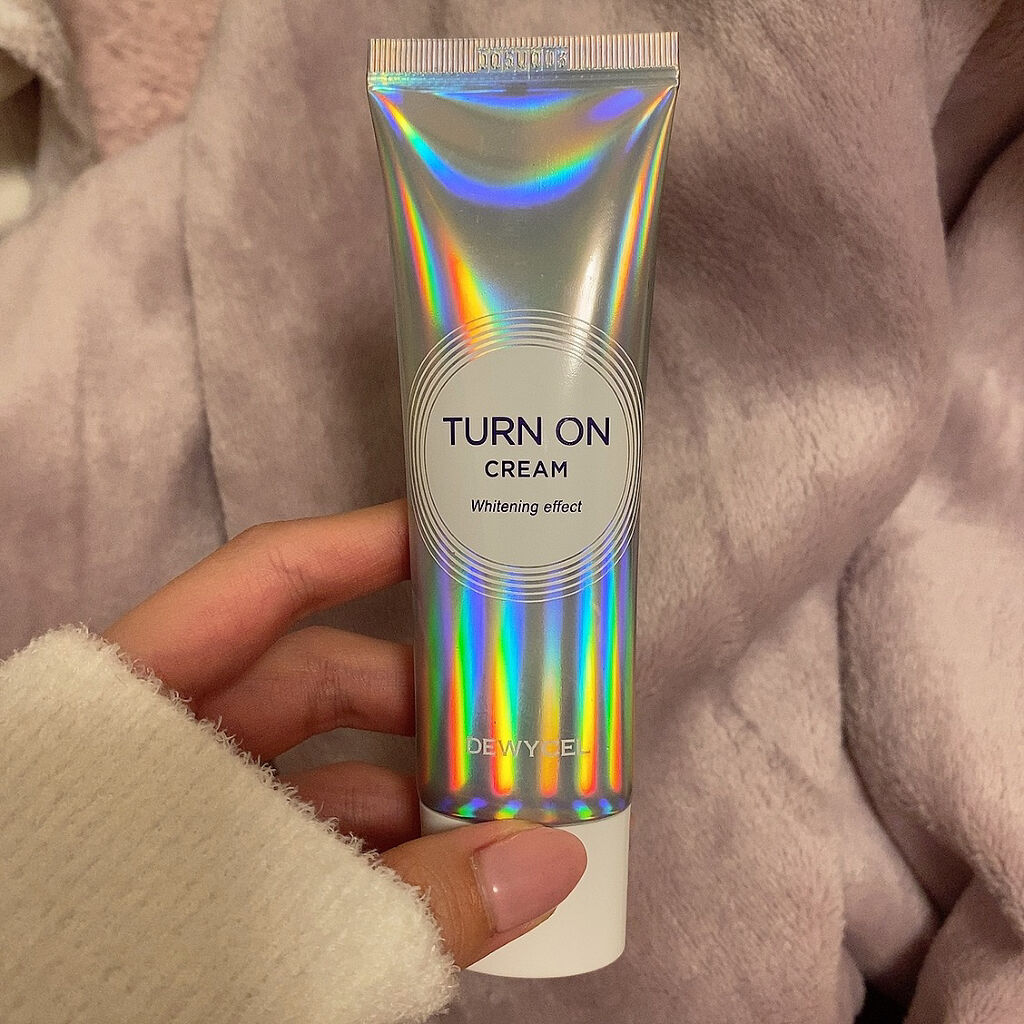 TURN ON
CREAM
Whitening effect
DEWYCEL